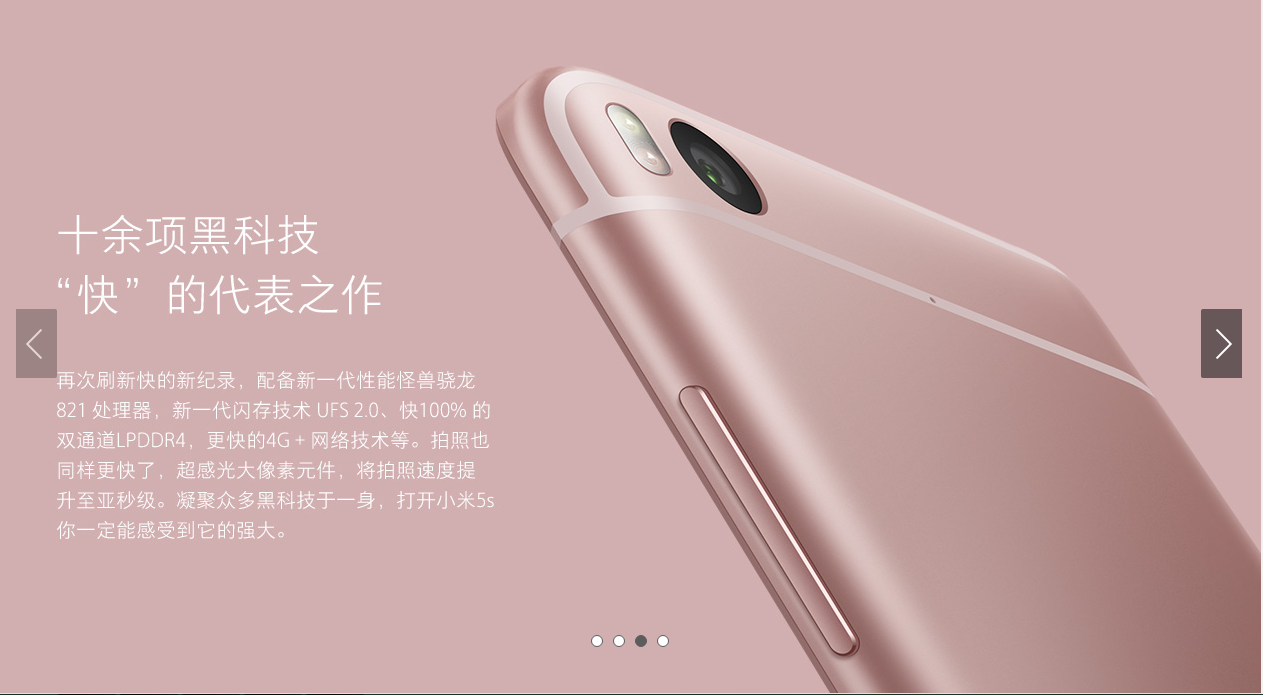 十余项黑科技
“快”的代表之作
再次刷新快的新纪录，配备新一代性能怪兽骁龙
821 处理器，新一代闪存技术 UFS 2.0、快100% 的
双通道LPDDR4，更快的4G + 网络技术等。拍照也
同样更快了，超感光大像素元件，将拍照速度提
升至亚秒级。凝聚众多黑科技于一身，打开小米5s
你一定能感受到它的强大。